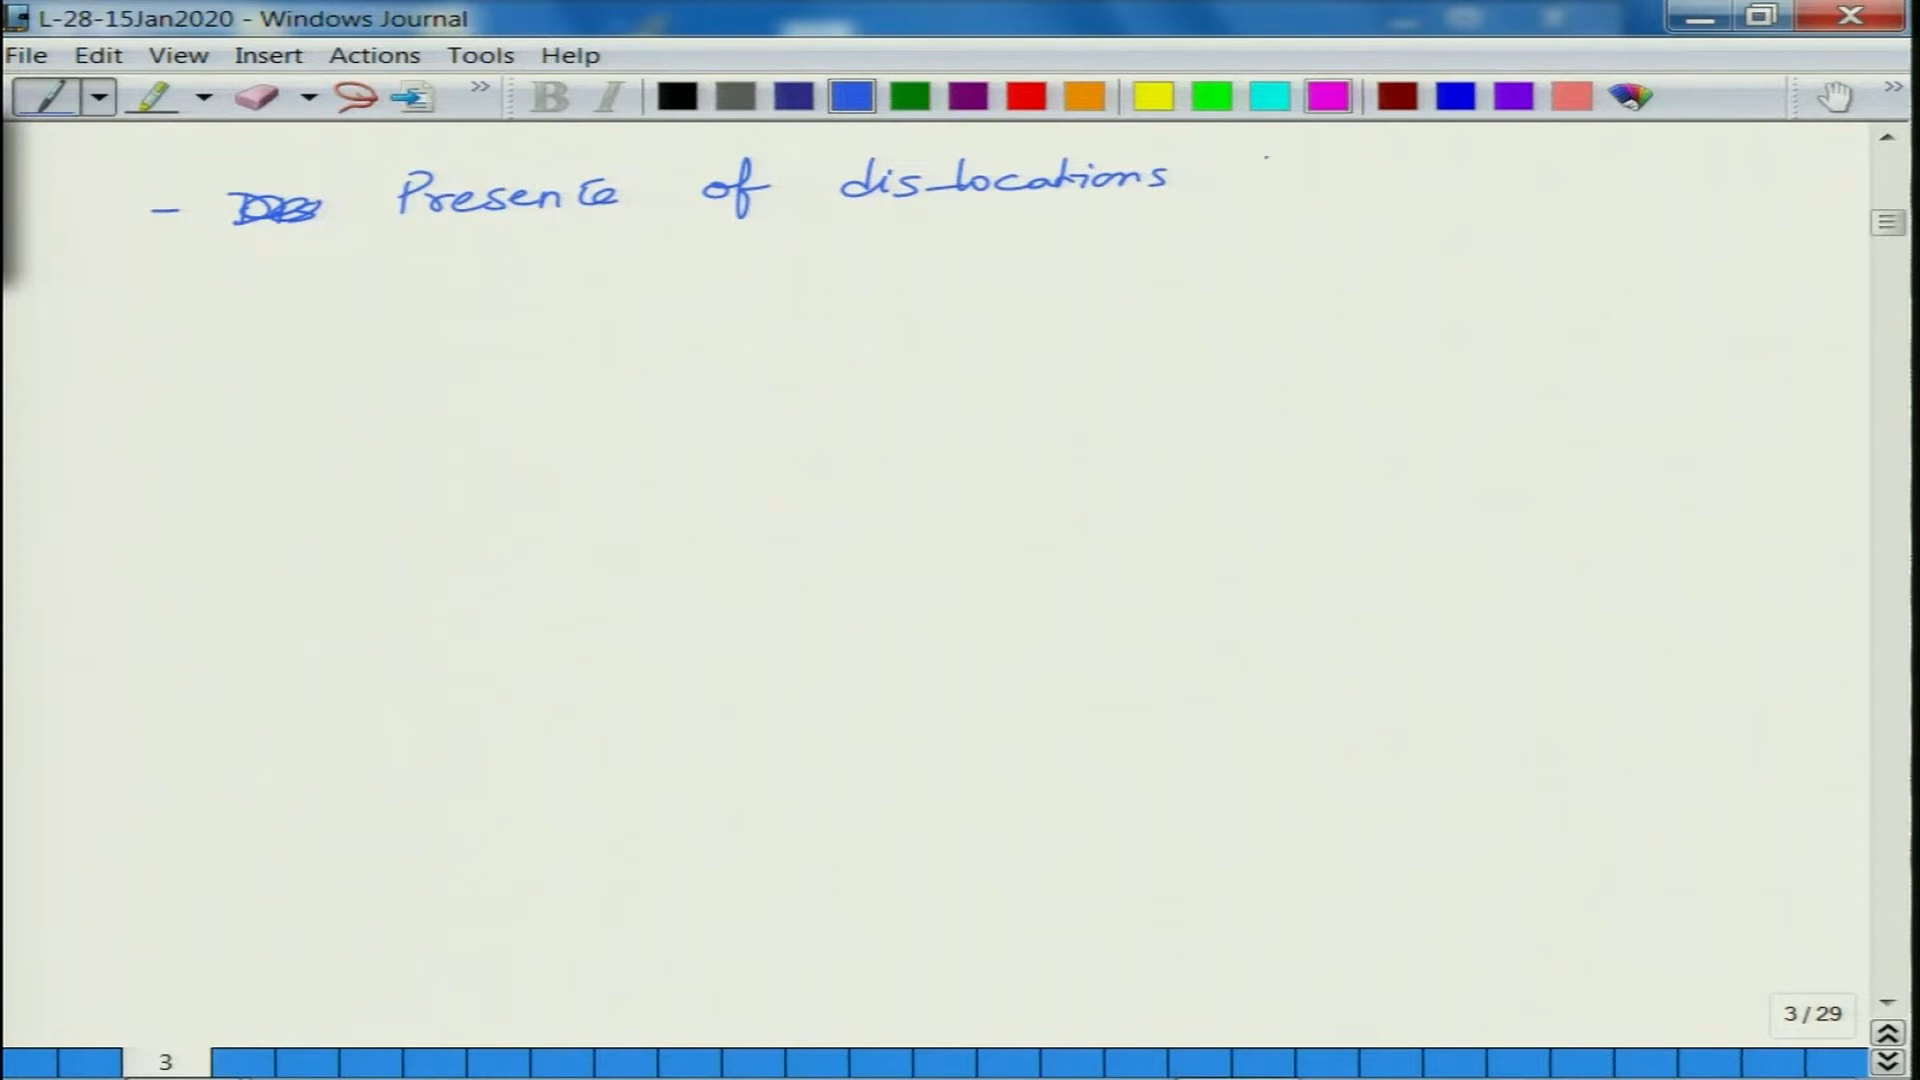 L-28-15Jan2020 - Windows Journal
File Edit View Insert Actions Tools Help
B I
- Presence of dislocations
3 / 29
3